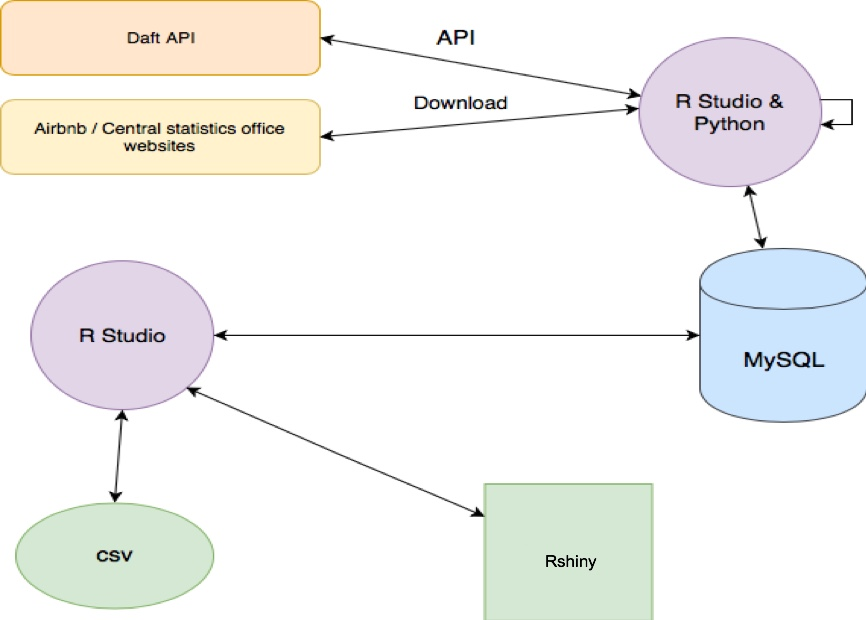 Daft API
API
Airbnb / Central statistics office
websites
Download
R Studio &
Python
R Studio
MySQL
CSV
Rshiny